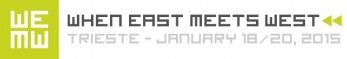 WE
MW
WHEN EAST MEETS WEST
TRIESTE - JANUARY 18/20, 2015